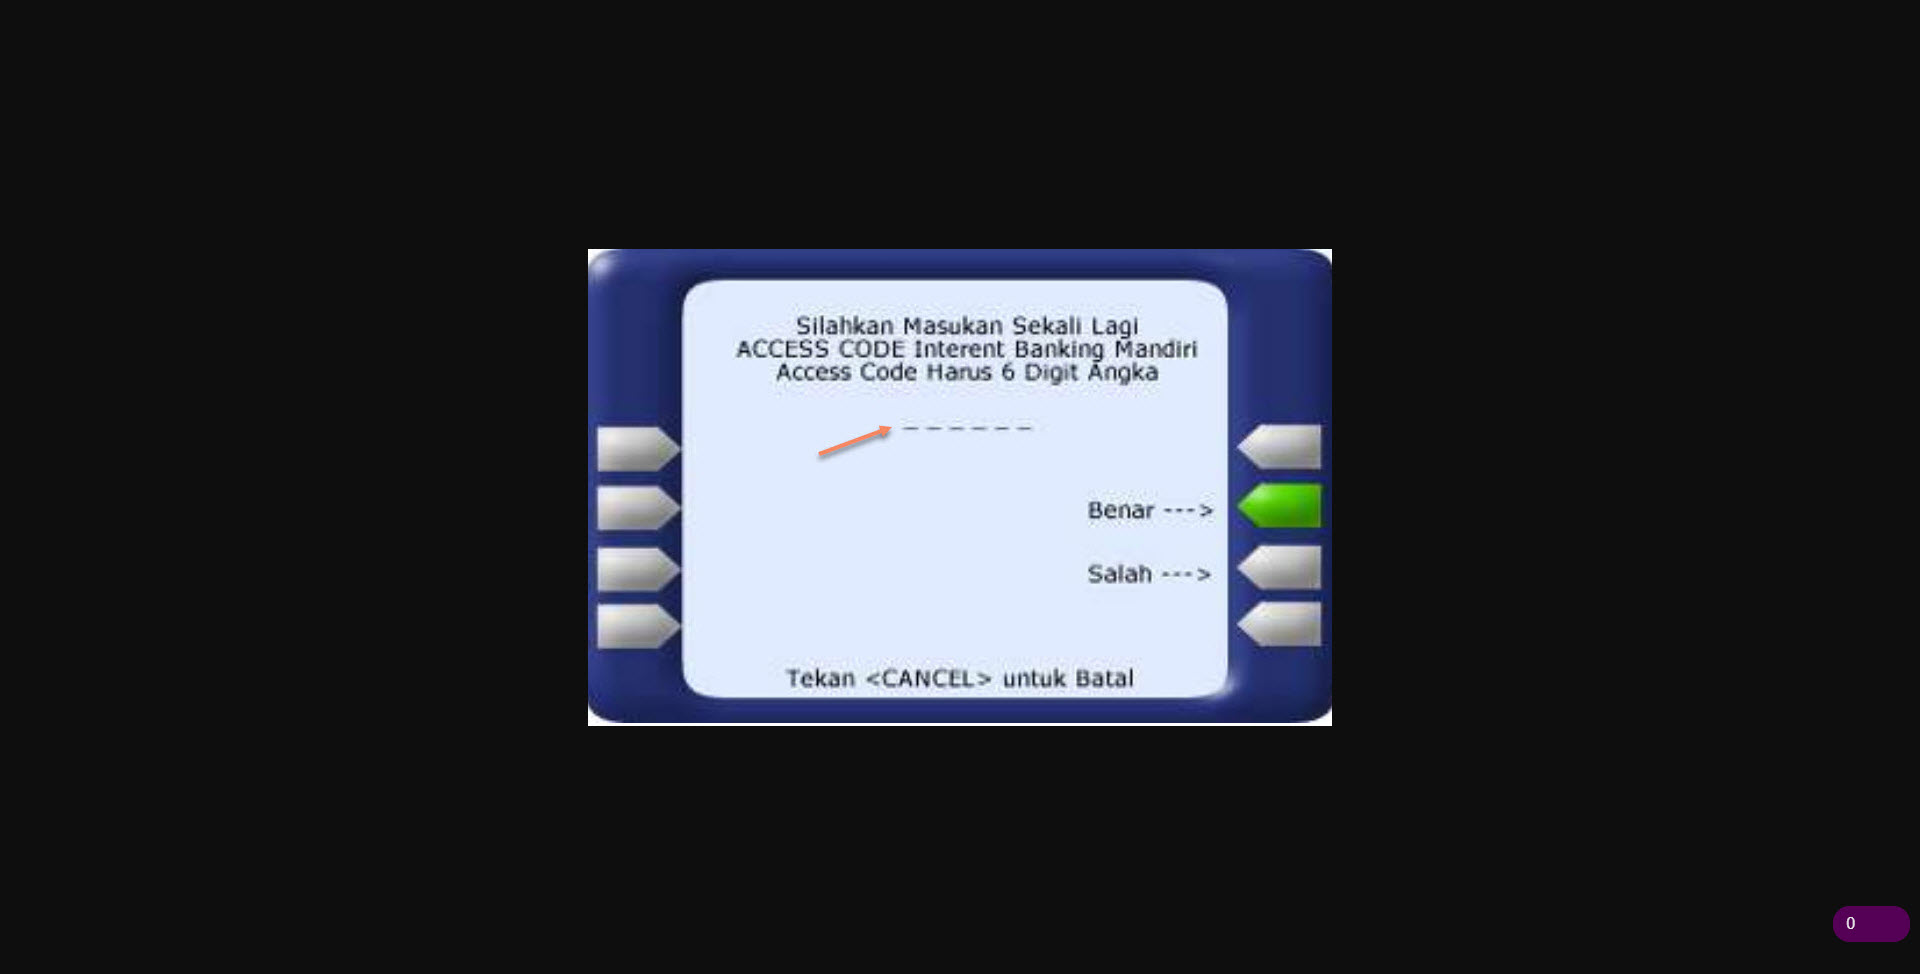 Silahkan Masukan Sekali Lagi
ACCESS CODE Interent Banking Mandiri
Access Code Harus 6 Digit Angka
_ _ _ _ _ _
Benar --->
Salah --->
Tekan <CANCEL> untuk Batal
0